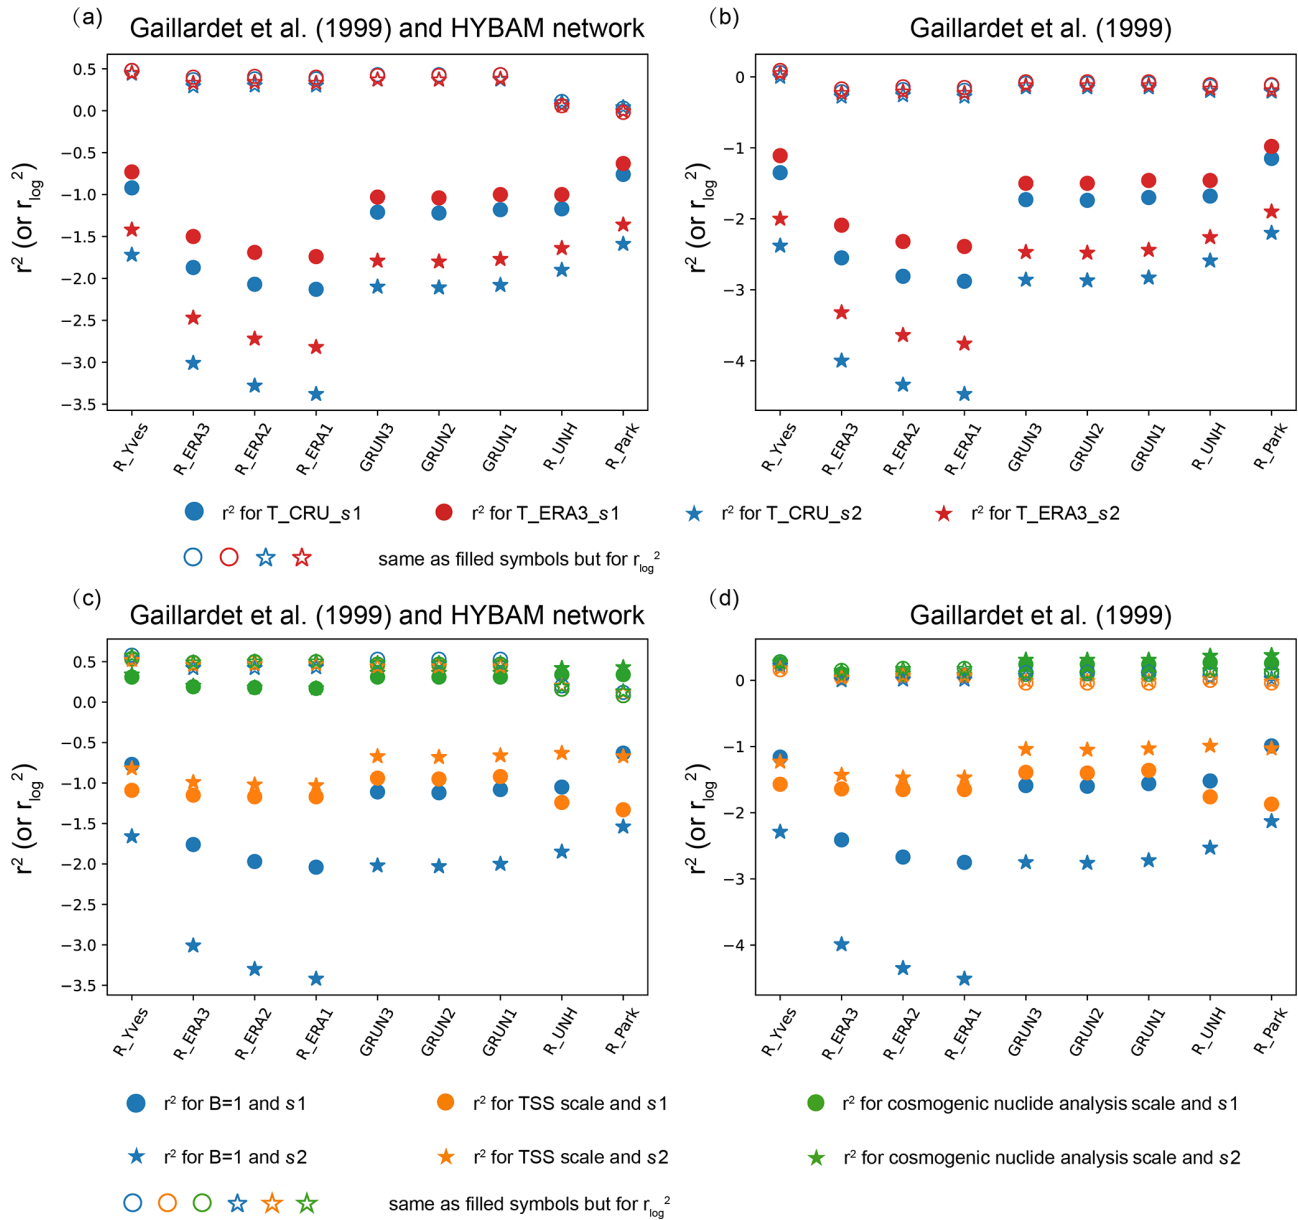 (a)
Gaillardet et al. (1999) and HYBAM network
0.5
0.0
−0.5
−1.0
−1.5
−2.0
−2.5
−3.0
−3.5
r² (or r_log²)
R_Yves
R_ERA3
R_ERA2
R_ERA1
GRUN3
GRUN2
GRUN1
R_UNH
R_Park
(b)
Gaillardet et al. (1999)
0
−1
−2
−3
−4
r² (or r_log²)
R_Yves
R_ERA3
R_ERA2
R_ERA1
GRUN3
GRUN2
GRUN1
R_UNH
R_Park
r² for T_CRU_s1
r² for T_ERA3_s1
r² for T_CRU_s2
r² for T_ERA3_s2
same as filled symbols but for r_log²
(c)
Gaillardet et al. (1999) and HYBAM network
0.5
0.0
−0.5
−1.0
−1.5
−2.0
−2.5
−3.0
−3.5
r² (or r_log²)
R_Yves
R_ERA3
R_ERA2
R_ERA1
GRUN3
GRUN2
GRUN1
R_UNH
R_Park
(d)
Gaillardet et al. (1999)
0
−1
−2
−3
−4
r² (or r_log²)
R_Yves
R_ERA3
R_ERA2
R_ERA1
GRUN3
GRUN2
GRUN1
R_UNH
R_Park
r² for B=1 and s1
r² for TSS scale and s1
r² for cosmogenic nuclide analysis scale and s1
r² for B=1 and s2
r² for TSS scale and s2
r² for cosmogenic nuclide analysis scale and s2
same as filled symbols but for r_log²